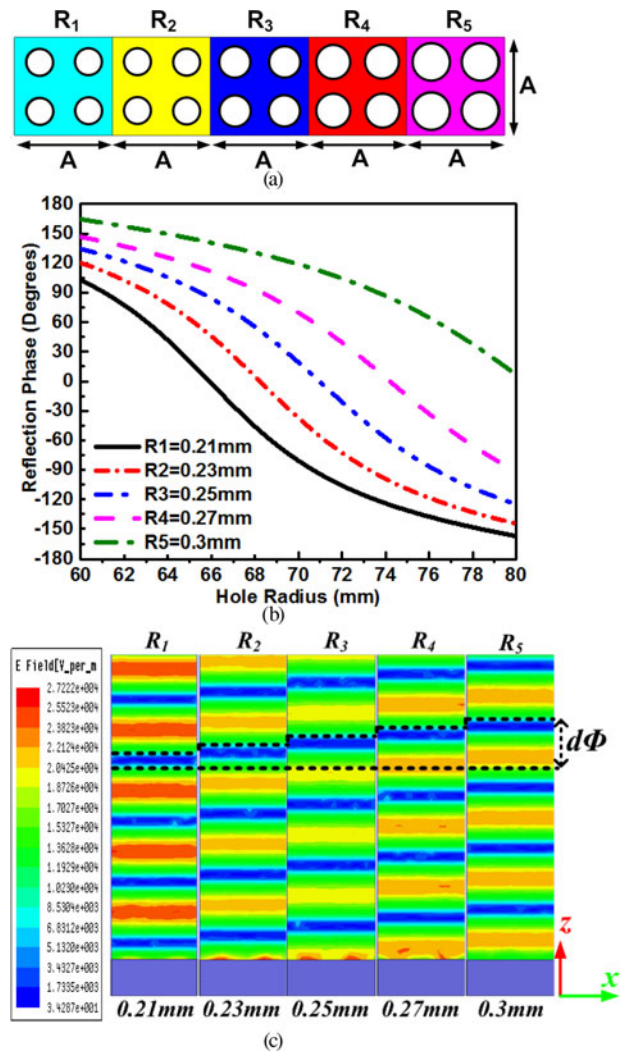 R1 R2 R3 R4 R5
A
A A A A A
(a)
180
150
120
90
60
30
0
-30
-60
-90
-120
-150
-180
Reflection Phase (Degrees)
R1=0.21mm
R2=0.23mm
R3=0.25mm
R4=0.27mm
R5=0.3mm
60 62 64 66 68 70 72 74 76 78 80
Hole Radius (mm)
(b)
R1 R2 R3 R4 R5
E Field[V_per_m
2.7222e+004
2.5523e+004
2.3823e+004
2.2124e+004
2.0425e+004
1.8726e+004
1.7027e+004
1.5327e+004
1.3628e+004
1.1929e+004
1.0230e+004
8.5304e+003
6.8312e+003
5.1320e+003
3.4327e+003
1.7335e+003
3.4287e+001
dΦ
z
x
0.21mm 0.23mm 0.25mm 0.27mm 0.3mm
(c)